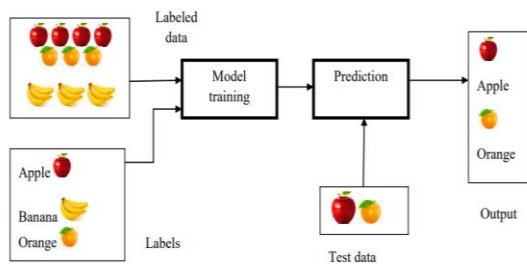 Labeled
data
Model
training
Prediction
Apple
Orange
Apple
Banana
Orange
Labels
Test data
Output